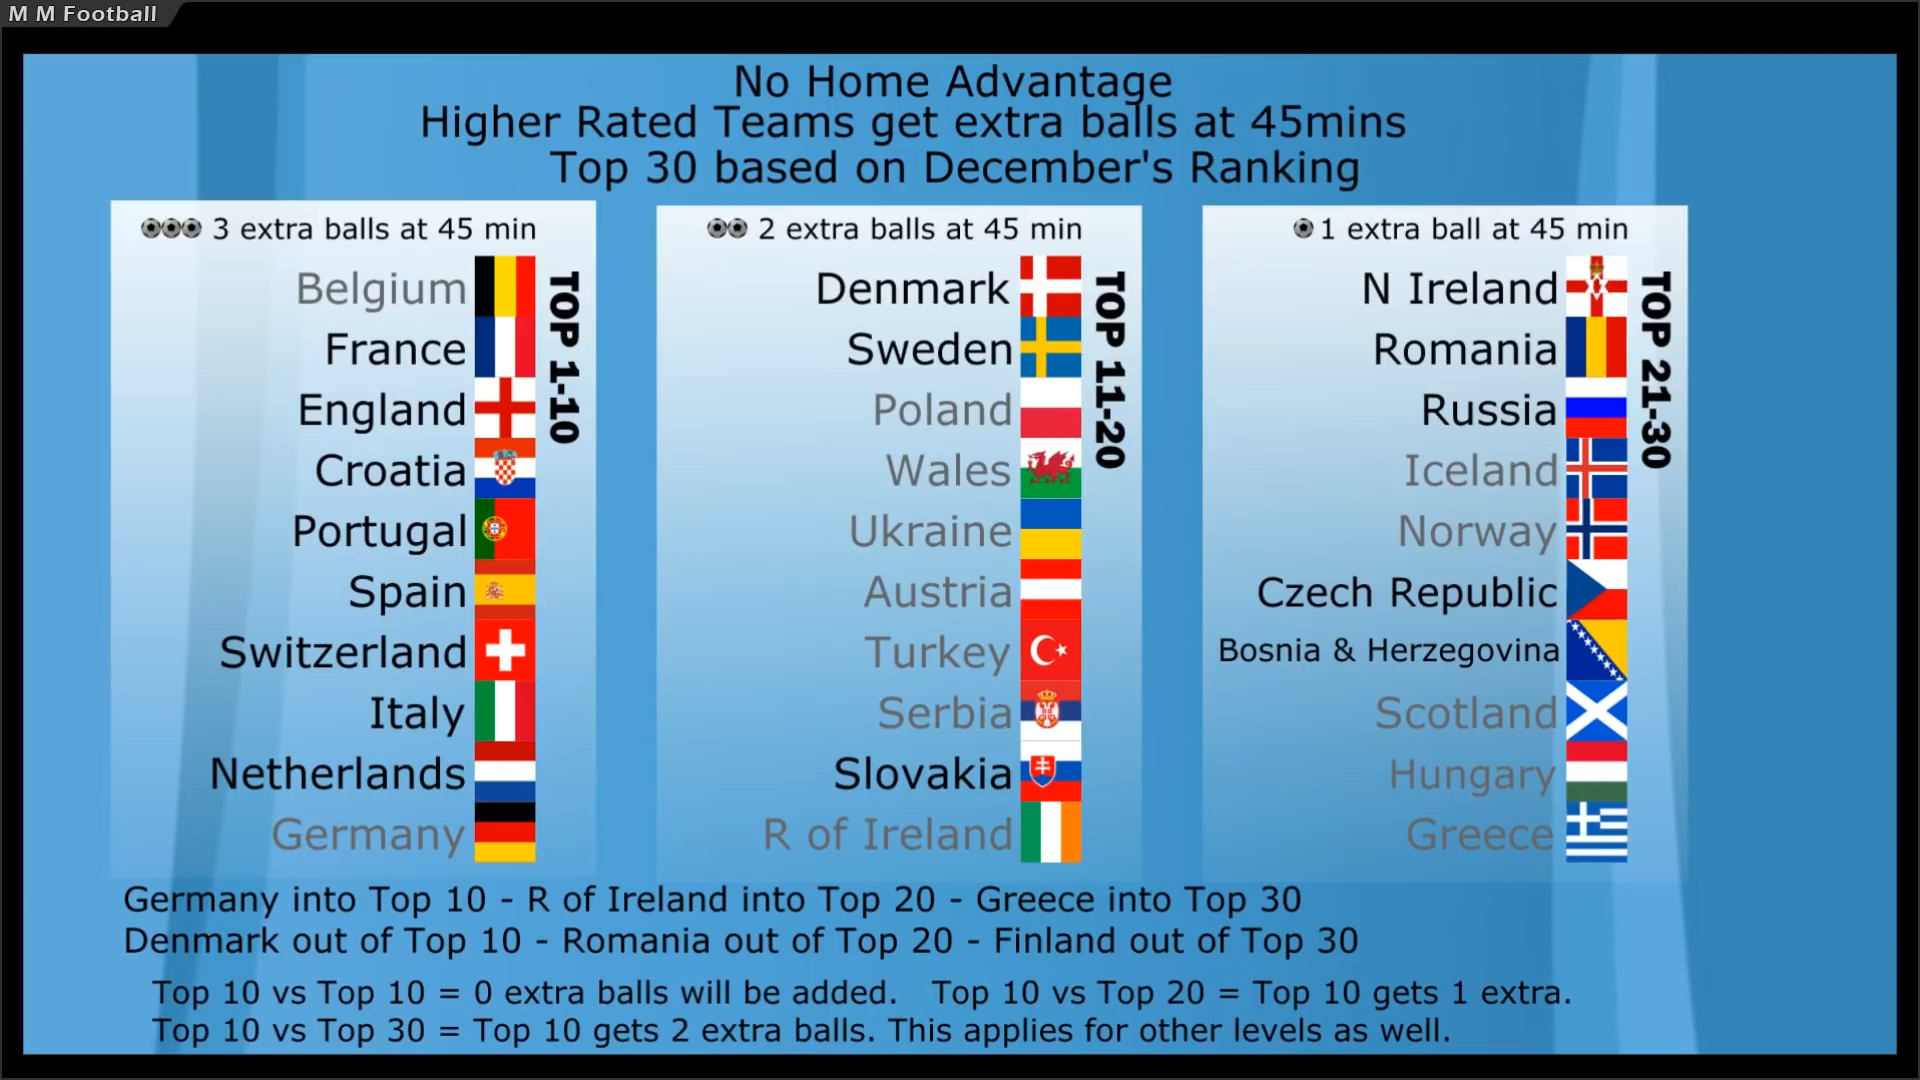 M M Football
No Home Advantage
Higher Rated Teams get extra balls at 45mins
Top 30 based on December's Ranking
3 extra balls at 45 min
TOP 1-10
Belgium
France
England
Croatia
Portugal
Spain
Switzerland
Italy
Netherlands
Germany
2 extra balls at 45 min
TOP 11-20
Denmark
Sweden
Poland
Wales
Ukraine
Austria
Turkey
Serbia
Slovakia
R of Ireland
1 extra ball at 45 min
TOP 21-30
N Ireland
Romania
Russia
Iceland
Norway
Czech Republic
Bosnia & Herzegovina
Scotland
Hungary
Greece
Germany into Top 10 - R of Ireland into Top 20 - Greece into Top 30
Denmark out of Top 10 - Romania out of Top 20 - Finland out of Top 30
Top 10 vs Top 10 = 0 extra balls will be added. Top 10 vs Top 20 = Top 10 gets 1 extra.
Top 10 vs Top 30 = Top 10 gets 2 extra balls. This applies for other levels as well.